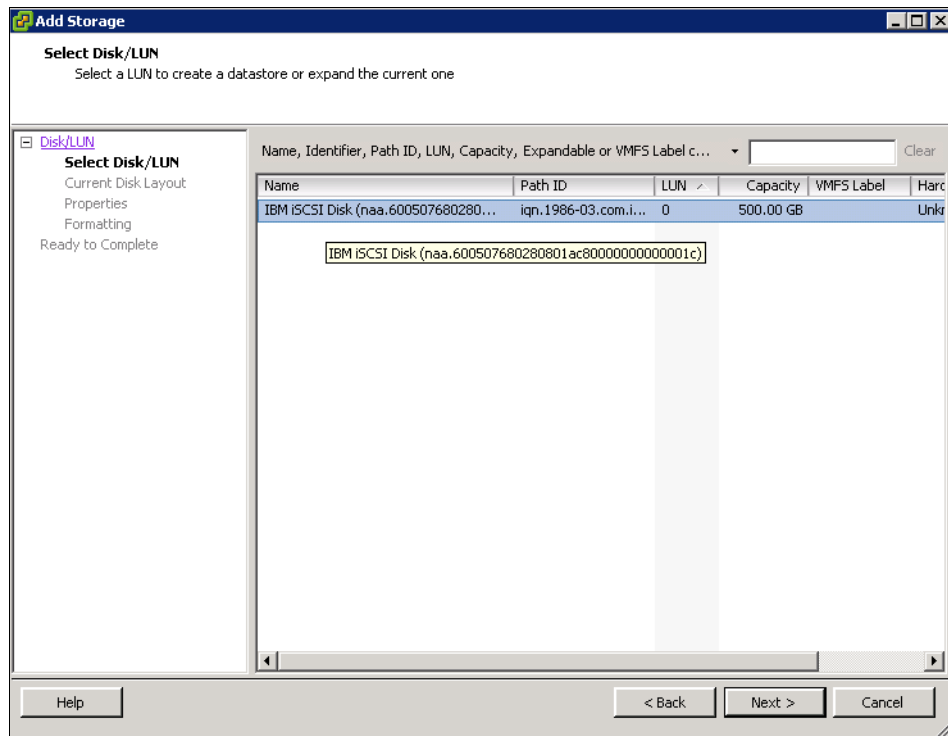 Add Storage
Select Disk/LUN
Select a LUN to create a datastore or expand the current one
Disk/LUN
Select Disk/LUN
Current Disk Layout
Properties
Formatting
Ready to Complete
Name, Identifier, Path ID, LUN, Capacity, Expandable or VMFS Label c... Clear
Name Path ID LUN Capacity VMFS Label Hard
IBM iSCSI Disk (naa.600507680280... iqn.1986-03.com.i... 0 500.00 GB Unkr
IBM iSCSI Disk (naa.600507680280801ac80000000000001c)
Help < Back Next > Cancel